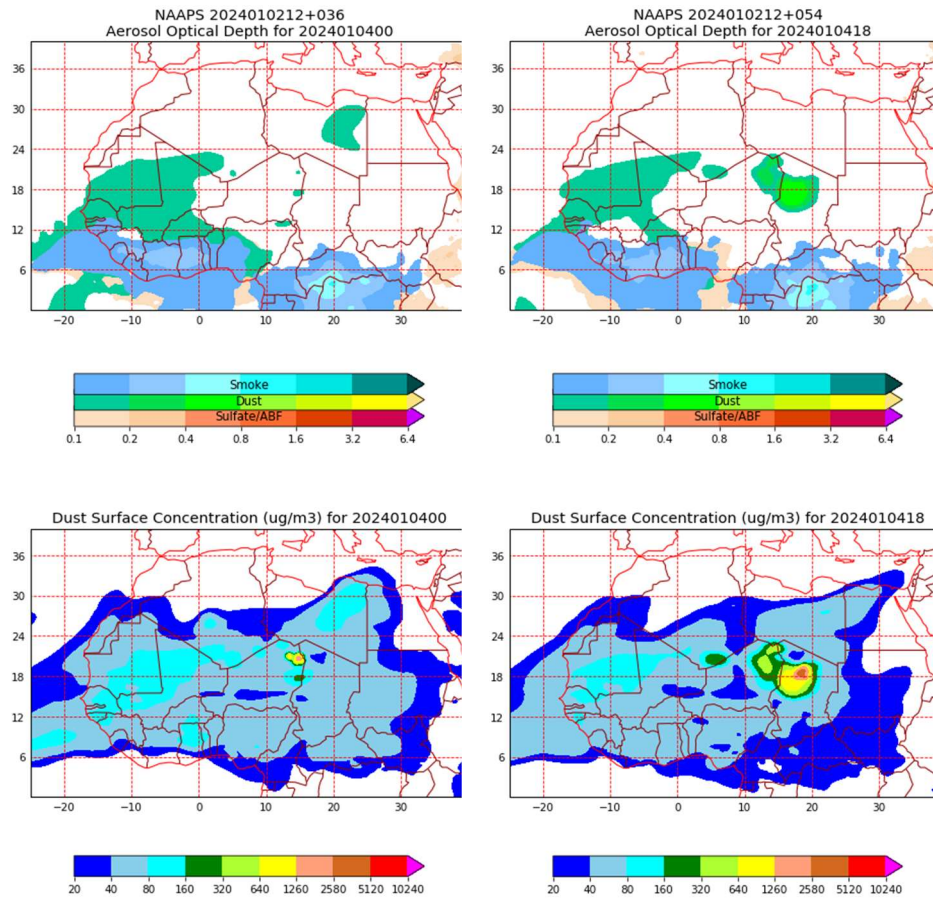 NAAPS 2024010212+036
Aerosol Optical Depth for 2024010400
36
30
24
18
12
6
−20 −10 0 10 20 30
Smoke
Dust
Sulfate/ABF
0.1 0.2 0.4 0.8 1.6 3.2 6.4
NAAPS 2024010212+054
Aerosol Optical Depth for 2024010418
36
30
24
18
12
6
−20 −10 0 10 20 30
Smoke
Dust
Sulfate/ABF
0.1 0.2 0.4 0.8 1.6 3.2 6.4
Dust Surface Concentration (ug/m3) for 2024010400
36
30
24
18
12
6
−20 −10 0 10 20 30
20 40 80 160 320 640 1260 2580 5120 10240
Dust Surface Concentration (ug/m3) for 2024010418
36
30
24
18
12
6
−20 −10 0 10 20 30
20 40 80 160 320 640 1260 2580 5120 10240